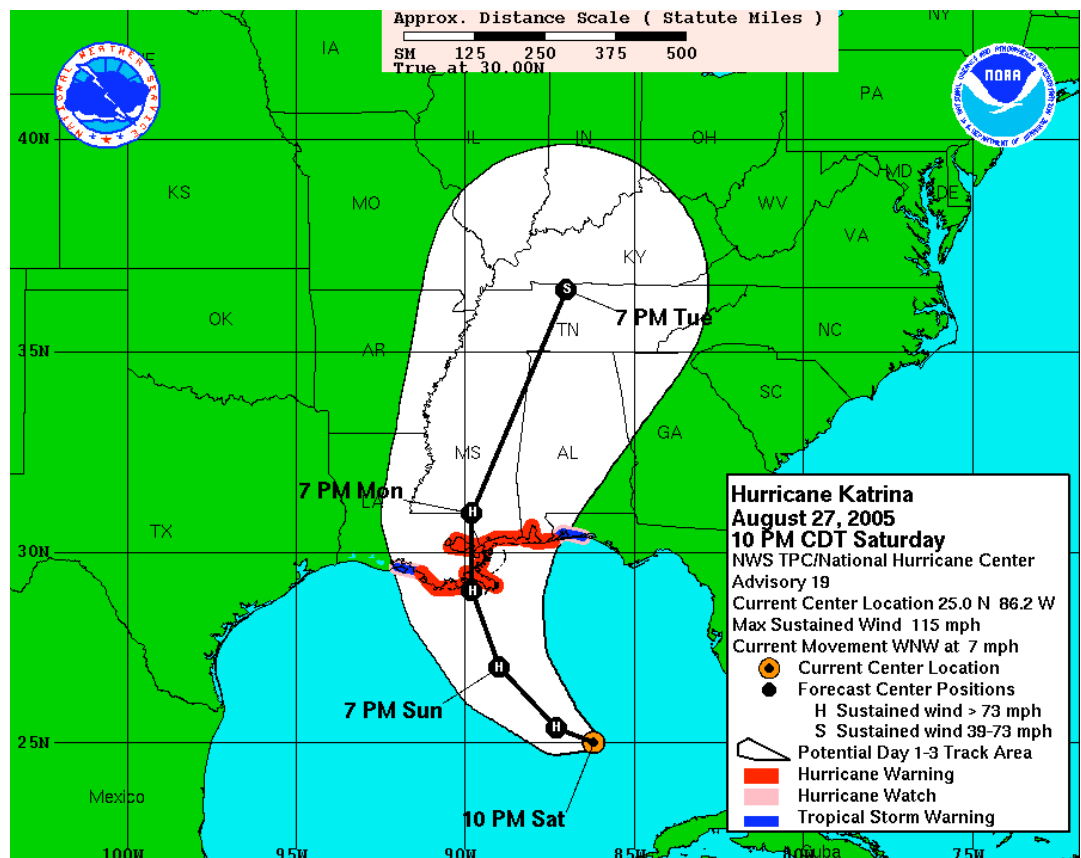 Approx. Distance Scale ( Statute Miles )
SM 125 250 375 500
True at 30.00N
NATIONAL WEATHER SERVICE
NOAA
NY
IA
PA
40N
IL
IN
OH
MD
DE
KS
MO
WV
VA
KY
7 PM Tue
S
OK
TN
NC
35N
AR
SC
MS
AL
GA
7 PM Mon
H
LA
TX
30N
H
H
7 PM Sun
H
25N
Mexico
10 PM Sat
Hurricane Katrina
August 27, 2005
10 PM CDT Saturday
NWS TPC/National Hurricane Center
Advisory 19
Current Center Location 25.0 N 86.2 W
Max Sustained Wind 115 mph
Current Movement WNW at 7 mph
Current Center Location
Forecast Center Positions
H Sustained wind > 73 mph
S Sustained wind 39-73 mph
Potential Day 1-3 Track Area
Hurricane Warning
Hurricane Watch
Tropical Storm Warning
100W 95W 90W 85W 80W 75W
Cuba